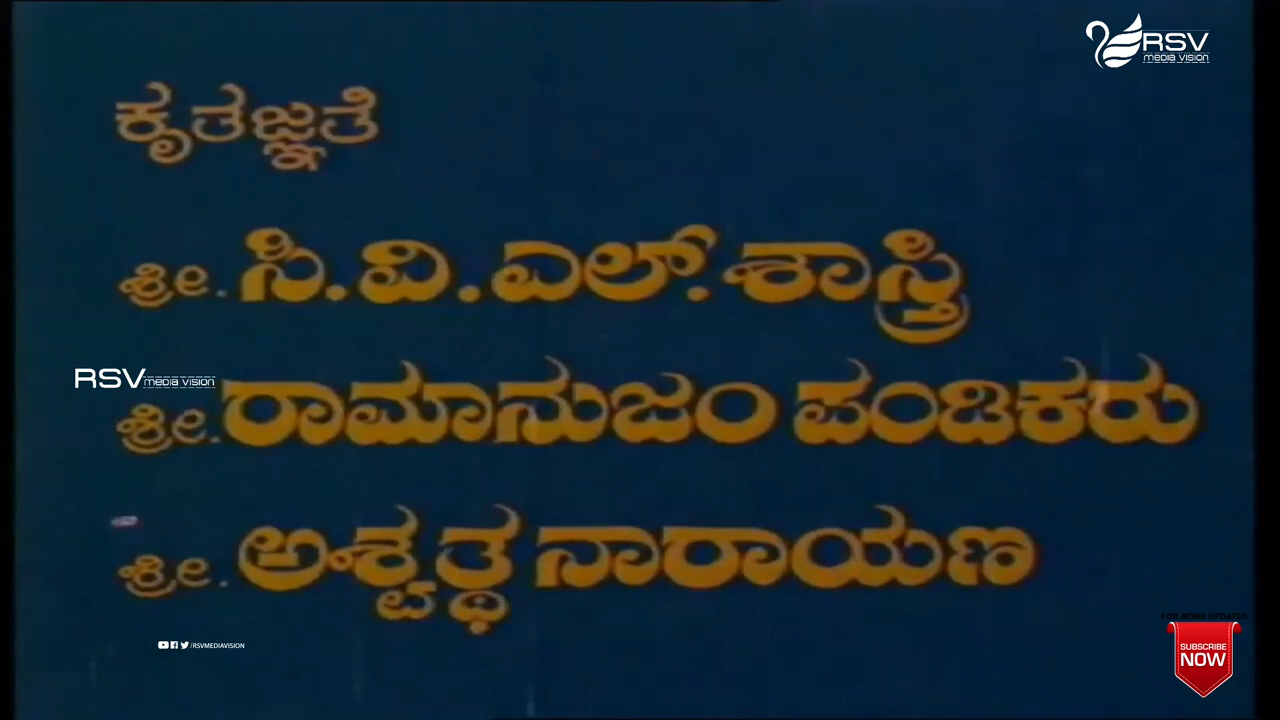 RSV
media vision
ಕೃತಜ್ಞತೆ
ಶ್ರೀ. ಸಿ.ವಿ.ಎಲ್.ಶಾಸ್ತ್ರಿ
RSV media vision
ಶ್ರೀ. ರಾಮಾನುಜಂ ಪಂಡಿಕರು
ಶ್ರೀ. ಅಶ್ವತ್ಥ ನಾರಾಯಣ
/RSVMEDIAVISION
FOR MORE UPDATES
SUBSCRIBE
NOW